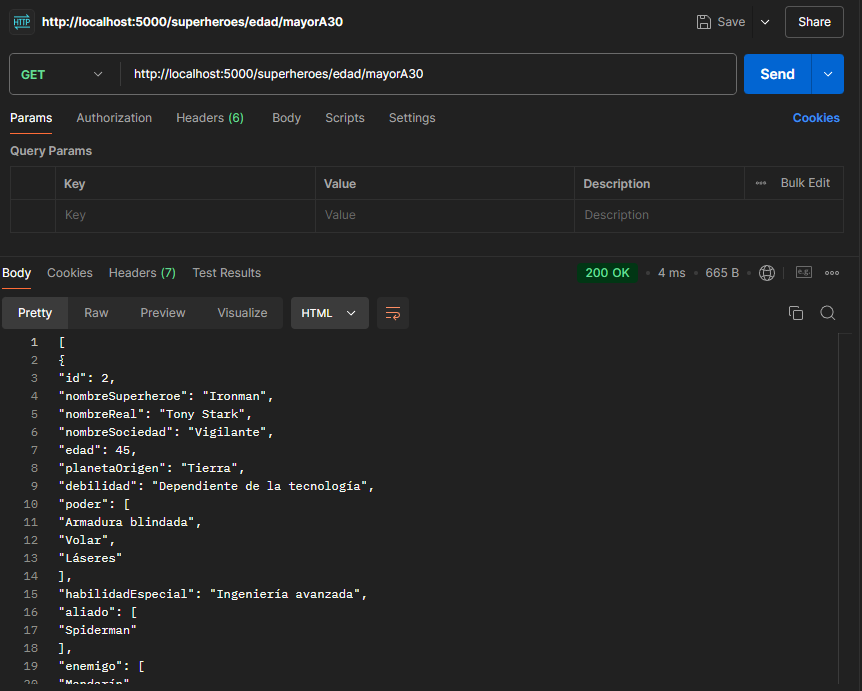 HTTP http://localhost:5000/superheroes/edad/mayorA30 Save Share
GET http://localhost:5000/superheroes/edad/mayorA30 Send
Params Authorization Headers (6) Body Scripts Settings Cookies
Query Params
Key Value Description Bulk Edit
Key Value Description
Body Cookies Headers (7) Test Results 200 OK 4 ms 665 B e.g.
Pretty Raw Preview Visualize HTML
1 [
2 {
3 "id": 2,
4 "nombreSuperheroe": "Ironman",
5 "nombreReal": "Tony Stark",
6 "nombreSociedad": "Vigilante",
7 "edad": 45,
8 "planetaOrigen": "Tierra",
9 "debilidad": "Dependiente de la tecnología",
10 "poder": [
11 "Armadura blindada",
12 "Volar",
13 "Láseres"
14 ],
15 "habilidadEspecial": "Ingeniería avanzada",
16 "aliado": [
17 "Spiderman"
18 ],
19 "enemigo": [
20 "Mandarín"